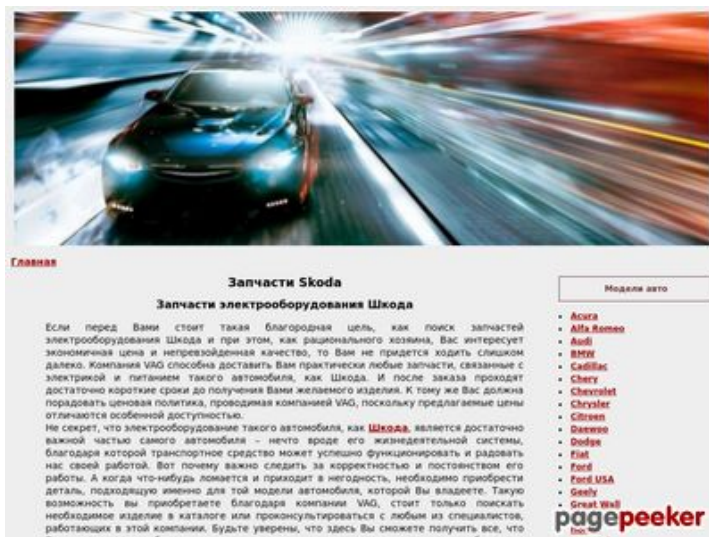 Главная
Запчасти Skoda
Запчасти электрооборудования Шкода
Если перед Вами стоит такая благородная цель, как поиск запчастей
электрооборудования Шкода и при этом, как рационального хозяина, Вас интересует
экономичная цена и непревзойденная качество, то Вам не придется ходить слишком
далеко. Компания VAG способна доставить Вам практически любые запчасти, связанные с
электрикой и питанием такого автомобиля, как Шкода. И после заказа проходят
достаточно короткие сроки до получения Вами желаемого изделия. К тому же Вас должна
порадовать ценовая политика, проводимая компанией VAG, поскольку предлагаемые цены
отличаются особенной доступностью.
Не секрет, что электрооборудование такого автомобиля, как Шкода, является достаточно
важной частью самого автомобиля – нечто вроде его жизнедеятельной системы,
благодаря которой транспортное средство может успешно функционировать и радовать
нас своей работой. Вот почему важно следить за корректностью и постоянством его
работы. А когда что-нибудь ломается и приходит в негодность, необходимо приобрести
деталь, подходящую именно для той модели автомобиля, которой Вы владеете. Такую
возможность вы приобретаете благодаря компании VAG, стоит только поискать
необходимое изделие в каталоге или проконсультироваться с любым из специалистов,
работающих в этой компании. Будьте уверены, что здесь Вы сможете получить все, что
Модели авто
Acura
Alfa Romeo
Audi
BMW
Cadillac
Chery
Chevrolet
Chrysler
Citroen
Daewoo
Dodge
Fiat
Ford
Ford USA
Geely
Great Wall
pagepeeker